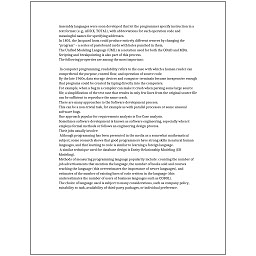 Assembly languages were soon developed that let the programmer specify instruction in a
text format (e.g., ADD X, TOTAL), with abbreviations for each operation code and
meaningful names for specifying addresses.
In 1801, the Jacquard loom could produce entirely different weaves by changing the
"program" – a series of pasteboard cards with holes punched in them.
The Unified Modeling Language (UML) is a notation used for both the OOAD and MDA.
Scripting and breakpointing is also part of this process.
The following properties are among the most important:

In computer programming, readability refers to the ease with which a human reader can
comprehend the purpose, control flow, and operation of source code.
By the late 1960s, data storage devices and computer terminals became inexpensive enough
that programs could be created by typing directly into the computers.
For example, when a bug in a compiler can make it crash when parsing some large source
file, a simplification of the test case that results in only few lines from the original source file
can be sufficient to reproduce the same crash.
There are many approaches to the Software development process.
This can be a non-trivial task, for example as with parallel processes or some unusual
software bugs.
One approach popular for requirements analysis is Use Case analysis.
Sometimes software development is known as software engineering, especially when it
employs formal methods or follows an engineering design process.
Their jobs usually involve:
Although programming has been presented in the media as a somewhat mathematical
subject, some research shows that good programmers have strong skills in natural human
languages, and that learning to code is similar to learning a foreign language.
A similar technique used for database design is Entity-Relationship Modeling (ER
Modeling).
Methods of measuring programming language popularity include: counting the number of
job advertisements that mention the language, the number of books sold and courses
teaching the language (this overestimates the importance of newer languages), and
estimates of the number of existing lines of code written in the language (this
underestimates the number of users of business languages such as COBOL).
The choice of language used is subject to many considerations, such as company policy,
suitability to task, availability of third-party packages, or individual preference.